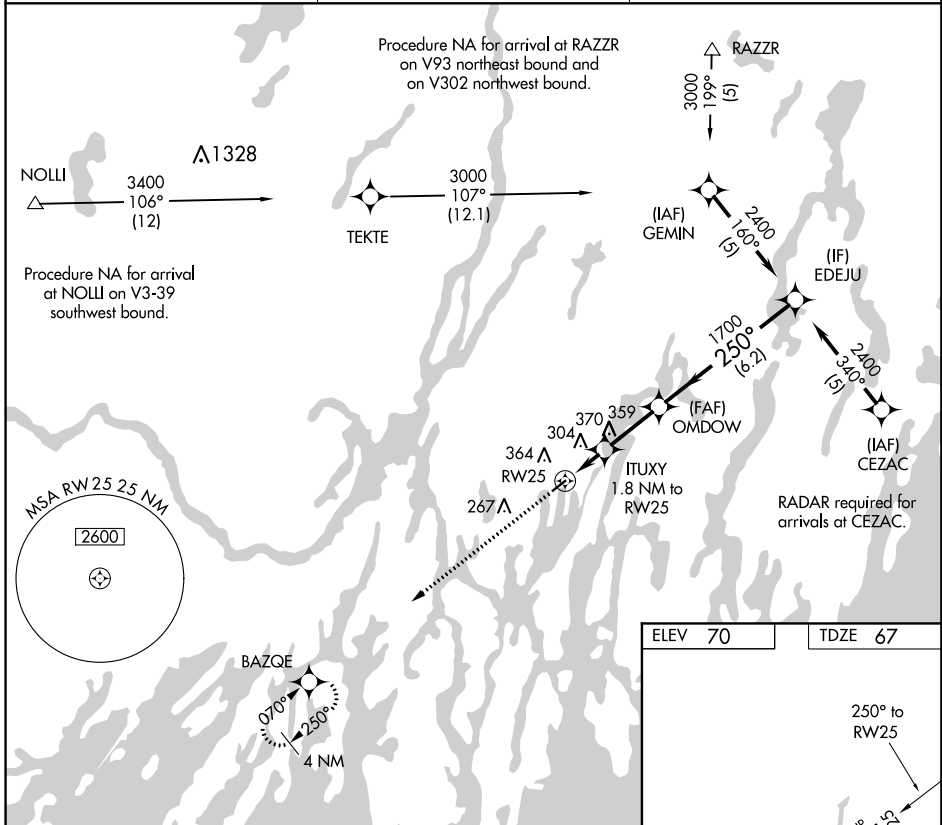 Procedure NA for arrival at RAZZR
on V93 northeast bound and
on V302 northwest bound.
RAZZR
3000
199°
(5)
1328
NOLLI
3400
106°
(12)
TEKTE
3000
107°
(12.1)
(IAF)
GEMIN
2400
160°
(5)
(IF)
EDEJU
Procedure NA for arrival
at NOLLI on V3-39
southwest bound.
1700
250°
(6.2)
2400
340°
(5)
(IAF)
CEZAC
(FAF)
OMDOW
359
370
304
364
RW25
267
ITUXY
1.8 NM to
RW25
RADAR required for
arrivals at CEZAC.
MSA RW25 25 NM
2600
BAZQE
070°
250°
4 NM
ELEV 70
TDZE 67
250° to
RW25
25